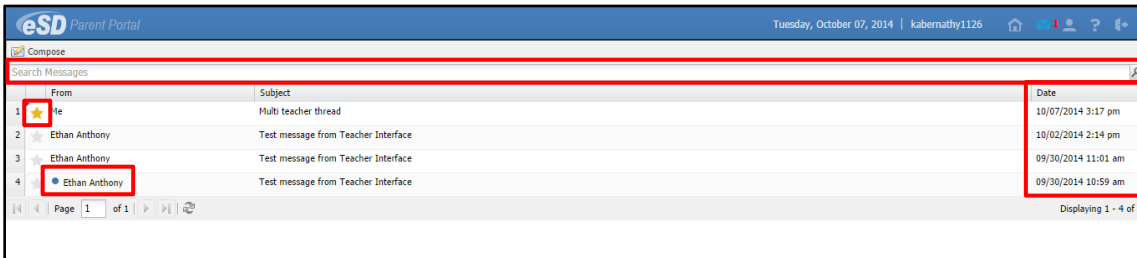 eSD Parent Portal Tuesday, October 07, 2014 | kabernathy1126 1 ?
Compose
Search Messages
From Subject Date
1 Me Multi teacher thread 10/07/2014 3:17 pm
2 Ethan Anthony Test message from Teacher Interface 10/02/2014 2:14 pm
3 Ethan Anthony Test message from Teacher Interface 09/30/2014 11:01 am
4 Ethan Anthony Test message from Teacher Interface 09/30/2014 10:59 am
Page 1 of 1 Displaying 1 - 4 of